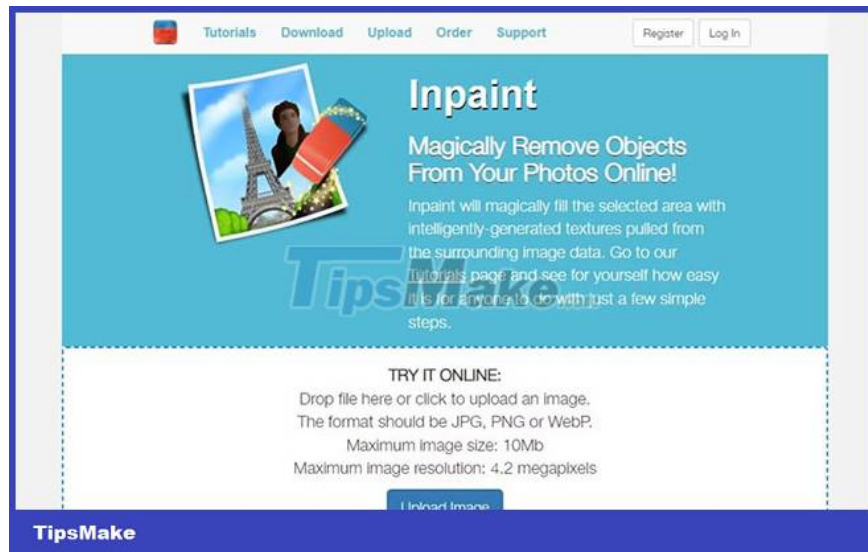 Tutorials Download Upload Order Support Register Log In
Inpaint
Magically Remove Objects
From Your Photos Online!
Inpaint will magically fill the selected area with
intelligently-generated textures pulled from
the surrounding image data. Go to our
Tutorials page and see for yourself how easy
it is for anyone to do with just a few simple
steps.
TipsMake.com
TRY IT ONLINE:
Drop file here or click to upload an image.
The format should be JPG, PNG or WebP.
Maximum image size: 10Mb
Maximum image resolution: 4.2 megapixels
Upload Image
TipsMake